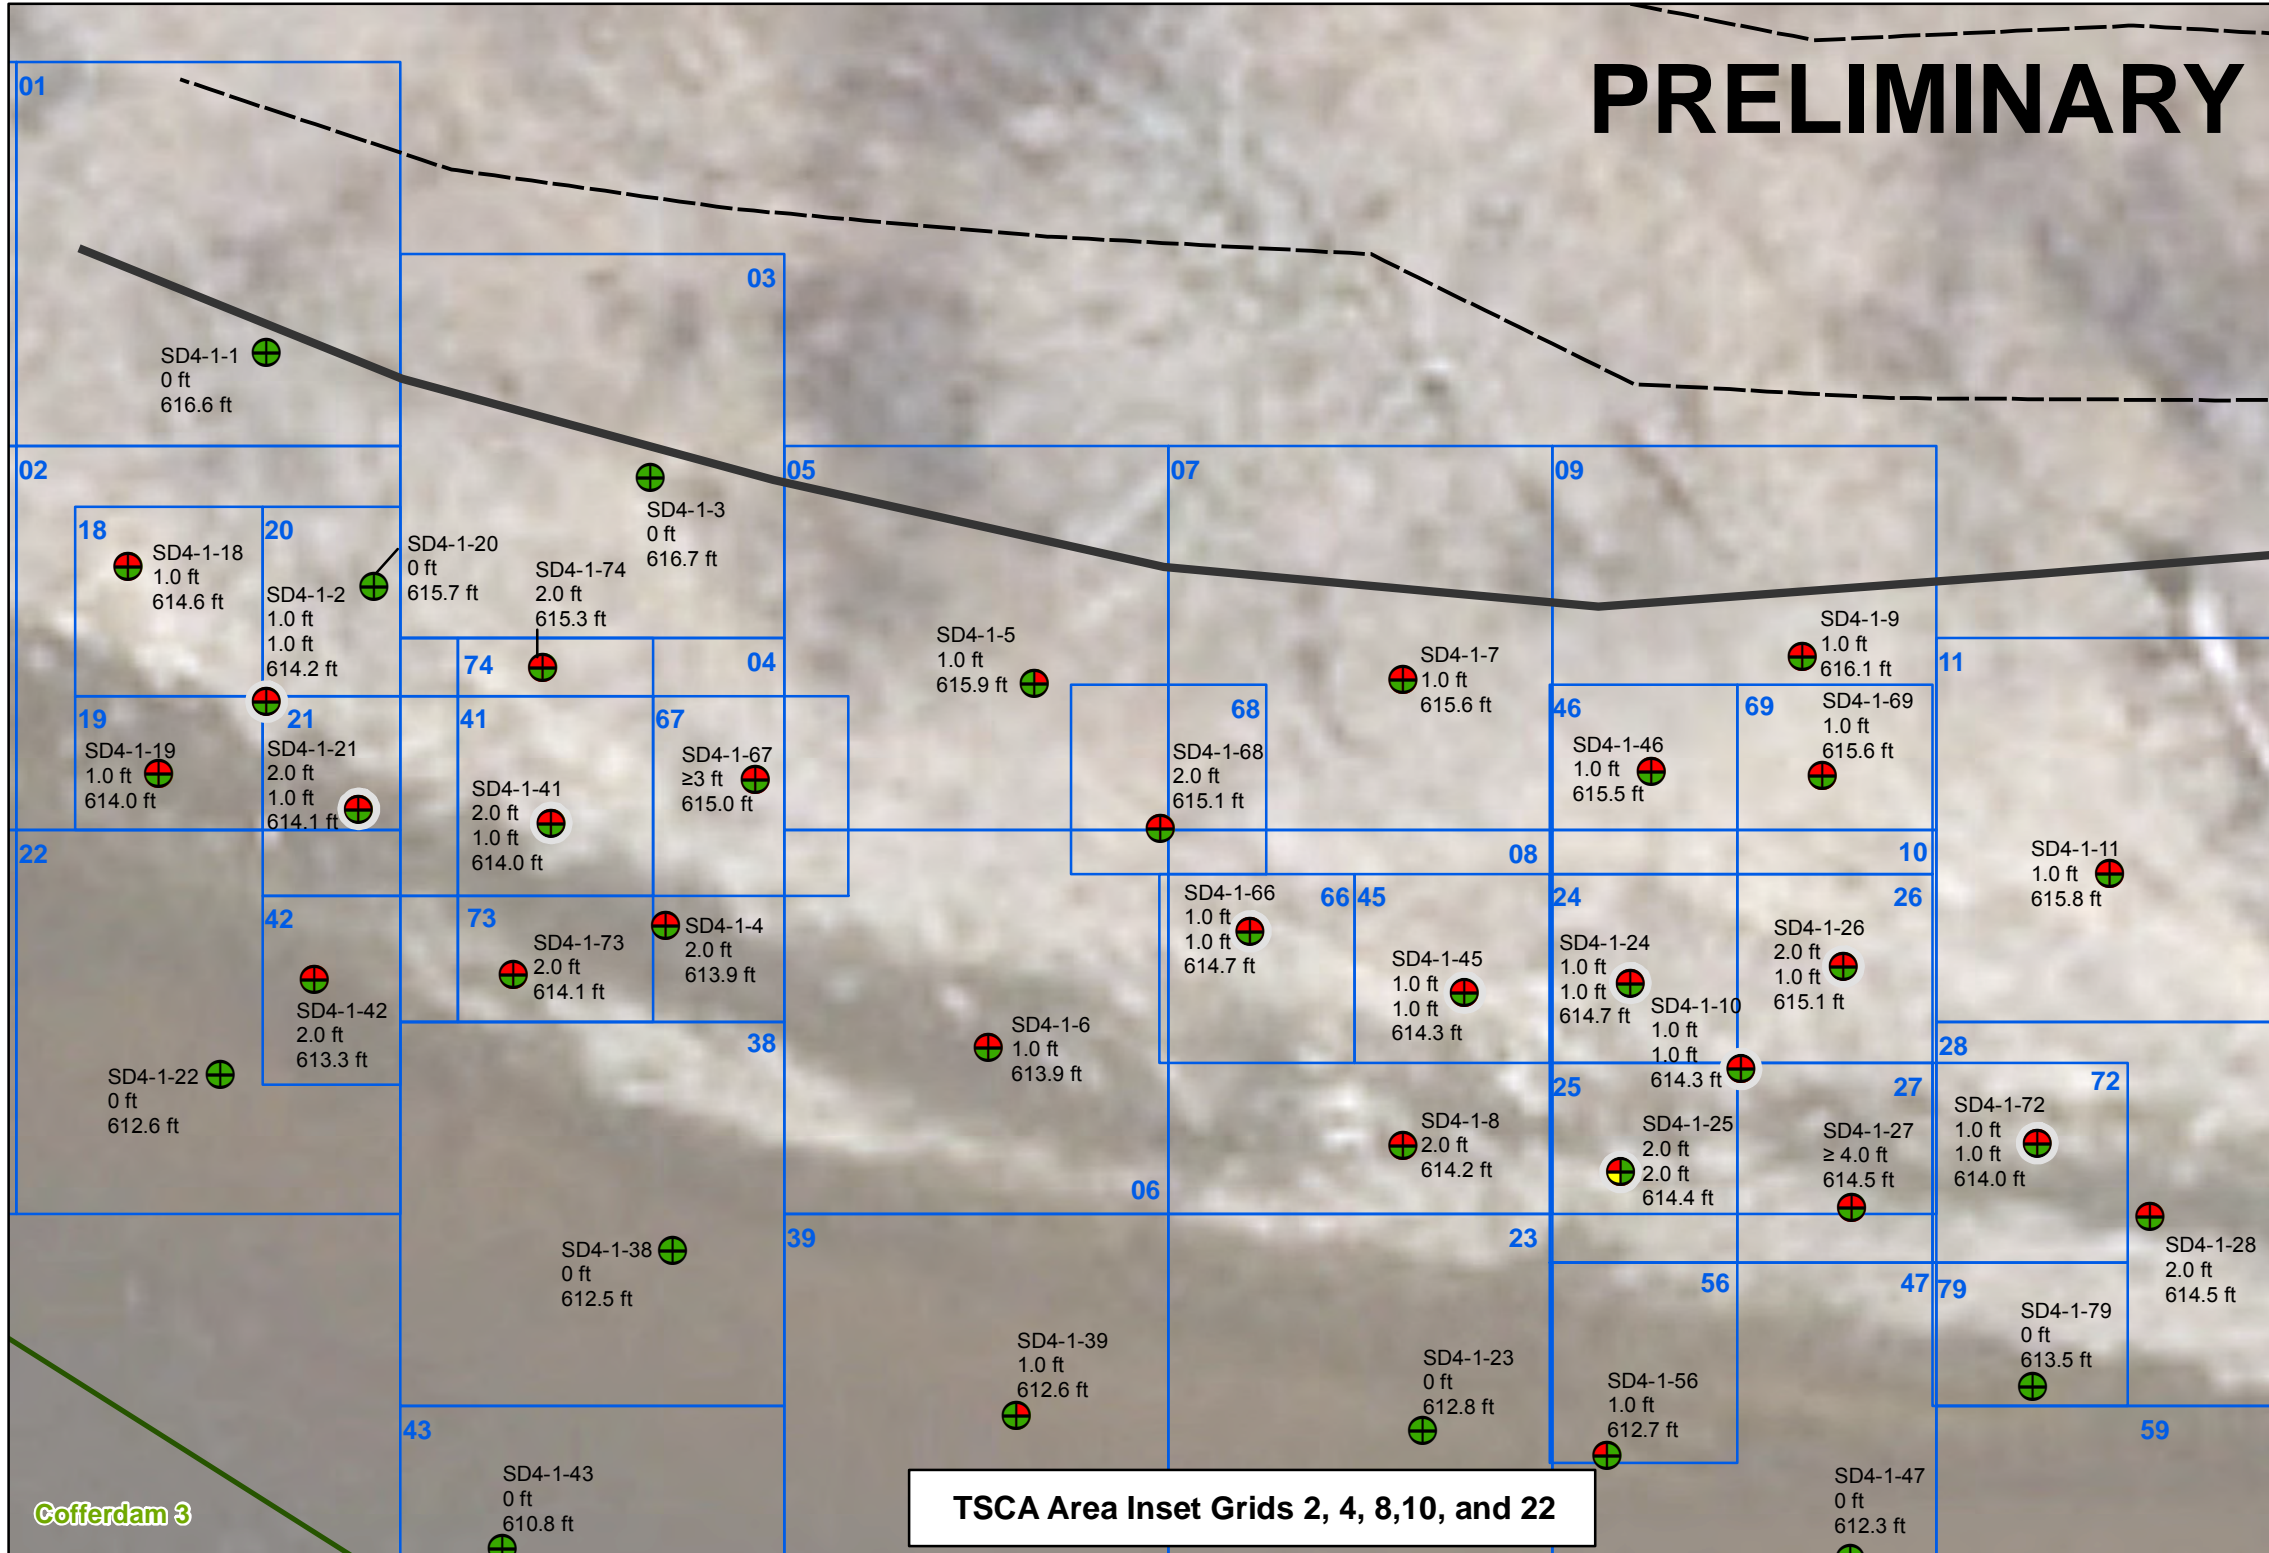 PRELIMINARY
01
03
SD4-1-1
0 ft
616.6 ft
02
05
07
09
SD4-1-3
0 ft
616.7 ft
18
20
SD4-1-18
1.0 ft
614.6 ft
SD4-1-20
0 ft
615.7 ft
SD4-1-2
1.0 ft
1.0 ft
614.2 ft
SD4-1-74
2.0 ft
615.3 ft
74
04
SD4-1-5
1.0 ft
615.9 ft
SD4-1-7
1.0 ft
615.6 ft
SD4-1-9
1.0 ft
616.1 ft
11
19
21
41
67
68
46
69
SD4-1-19
1.0 ft
614.0 ft
SD4-1-21
2.0 ft
1.0 ft
614.1 ft
SD4-1-41
2.0 ft
1.0 ft
614.0 ft
SD4-1-67
≥3 ft
615.0 ft
SD4-1-68
2.0 ft
615.1 ft
SD4-1-46
1.0 ft
615.5 ft
SD4-1-69
1.0 ft
615.6 ft
22
08
10
SD4-1-11
1.0 ft
615.8 ft
42
73
66
45
24
26
SD4-1-42
2.0 ft
613.3 ft
SD4-1-73
2.0 ft
614.1 ft
SD4-1-4
2.0 ft
613.9 ft
SD4-1-66
1.0 ft
1.0 ft
614.7 ft
SD4-1-45
1.0 ft
1.0 ft
614.3 ft
SD4-1-24
1.0 ft
1.0 ft
614.7 ft
SD4-1-10
1.0 ft
1.0 ft
614.3 ft
SD4-1-26
2.0 ft
1.0 ft
615.1 ft
SD4-1-22
0 ft
612.6 ft
38
SD4-1-6
1.0 ft
613.9 ft
28
25
27
72
SD4-1-8
2.0 ft
614.2 ft
SD4-1-25
2.0 ft
2.0 ft
614.4 ft
SD4-1-27
≥ 4.0 ft
614.5 ft
SD4-1-72
1.0 ft
1.0 ft
614.0 ft
06
39
23
SD4-1-38
0 ft
612.5 ft
SD4-1-28
2.0 ft
614.5 ft
56
47
79
SD4-1-79
0 ft
613.5 ft
SD4-1-39
1.0 ft
612.6 ft
SD4-1-23
0 ft
612.8 ft
SD4-1-56
1.0 ft
612.7 ft
43
59
SD4-1-43
0 ft
610.8 ft
SD4-1-47
0 ft
612.3 ft
Cofferdam 3
TSCA Area Inset Grids 2, 4, 8,10, and 22